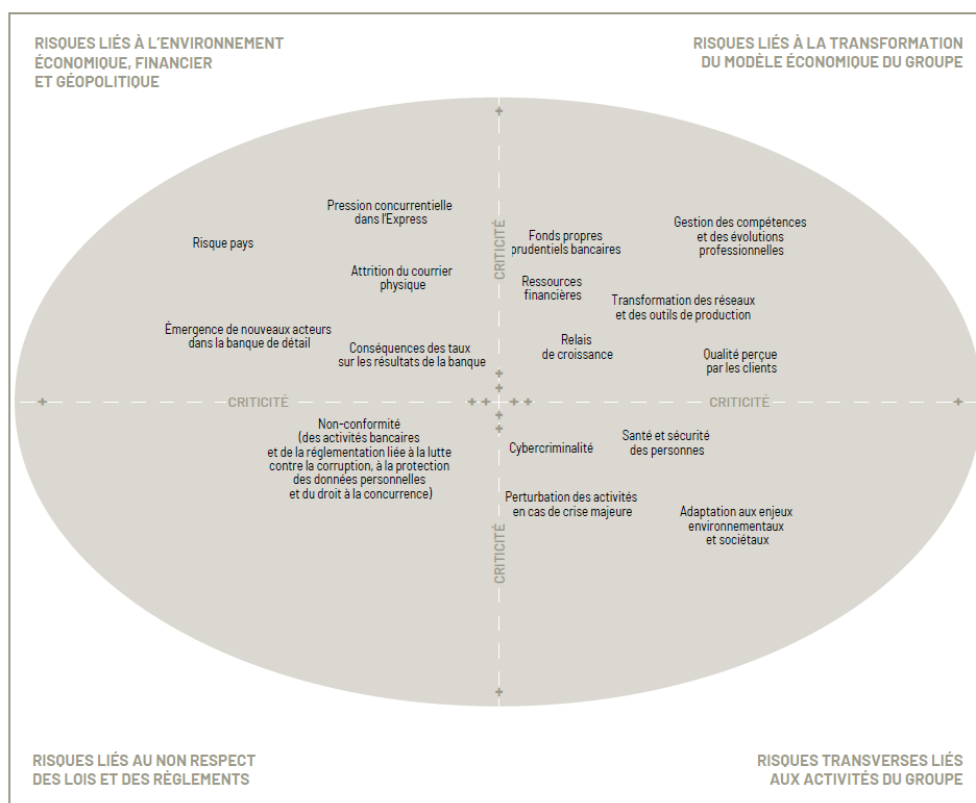 RISQUES LIÉS À L'ENVIRONNEMENT
ÉCONOMIQUE, FINANCIER
ET GÉOPOLITIQUE
RISQUES LIÉS À LA TRANSFORMATION
DU MODÈLE ÉCONOMIQUE DU GROUPE
+
Pression concurrentielle
dans l'Express
Risque pays
Attrition du courrier
physique
Émergence de nouveaux acteurs
dans la banque de détail
Conséquences des taux
sur les résultats de la banque
CRITICITÉ
Fonds propres
prudentiels bancaires
Gestion des compétences
et des évolutions
professionnelles
Ressources
financières
Transformation des réseaux
et des outils de production
Relais
de croissance
Qualité perçue
par les clients
+
+
+ CRITICITÉ ++ ++ CRITICITÉ +
+
+
Non-conformité
(des activités bancaires
et de la réglementation liée à la lutte
contre la corruption, à la protection
des données personnelles
et du droit à la concurrence)
Cybercriminalité
Santé et sécurité
des personnes
Perturbation des activités
en cas de crise majeure
Adaptation aux enjeux
environnementaux
et sociétaux
CRITICITÉ
+
RISQUES LIÉS AU NON RESPECT
DES LOIS ET DES RÈGLEMENTS
RISQUES TRANSVERSES LIÉS
AUX ACTIVITÉS DU GROUPE